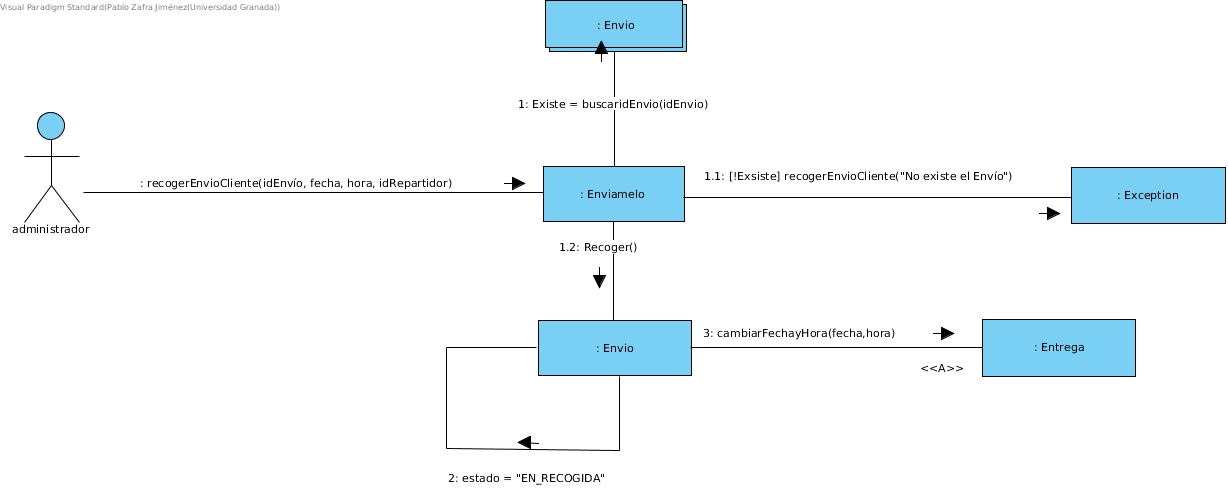 Visual Paradigm Standard(Pablo Zafra Jiménez(Universidad Granada))
: Envio
1: Existe = buscaridEnvio(idEnvio)
: recogerEnvioCliente(idEnvío, fecha, hora, idRepartidor)
: Enviamelo
1.1: [!Exsiste] recogerEnvioCliente("No existe el Envío")
: Exception
administrador
1.2: Recoger()
: Envio
3: cambiarFechayHora(fecha,hora)
: Entrega
<<A>>
2: estado = "EN_RECOGIDA"